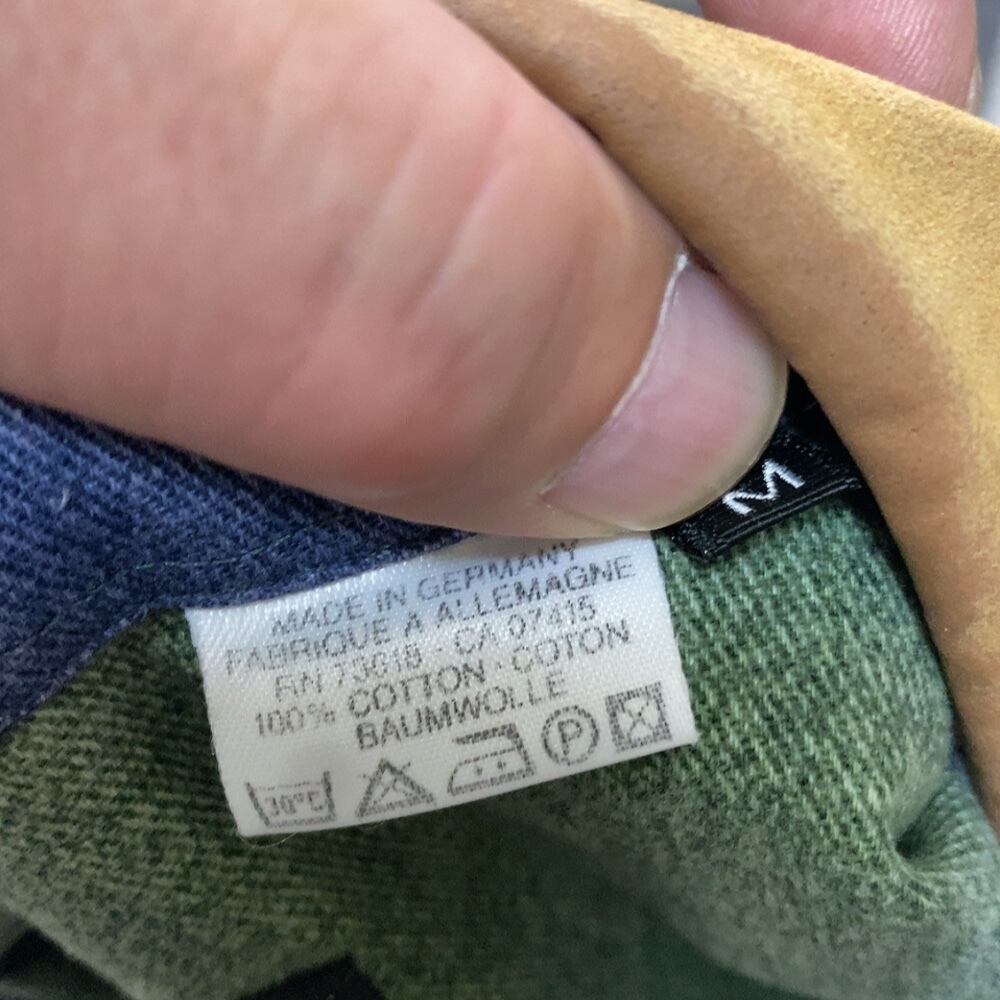 M
MADE IN GERMANY
FABRIQUE A ALLEMAGNE
RN 73618 · CA 07415
100% COTTON · COTON
BAUMWOLLE
30°C
P